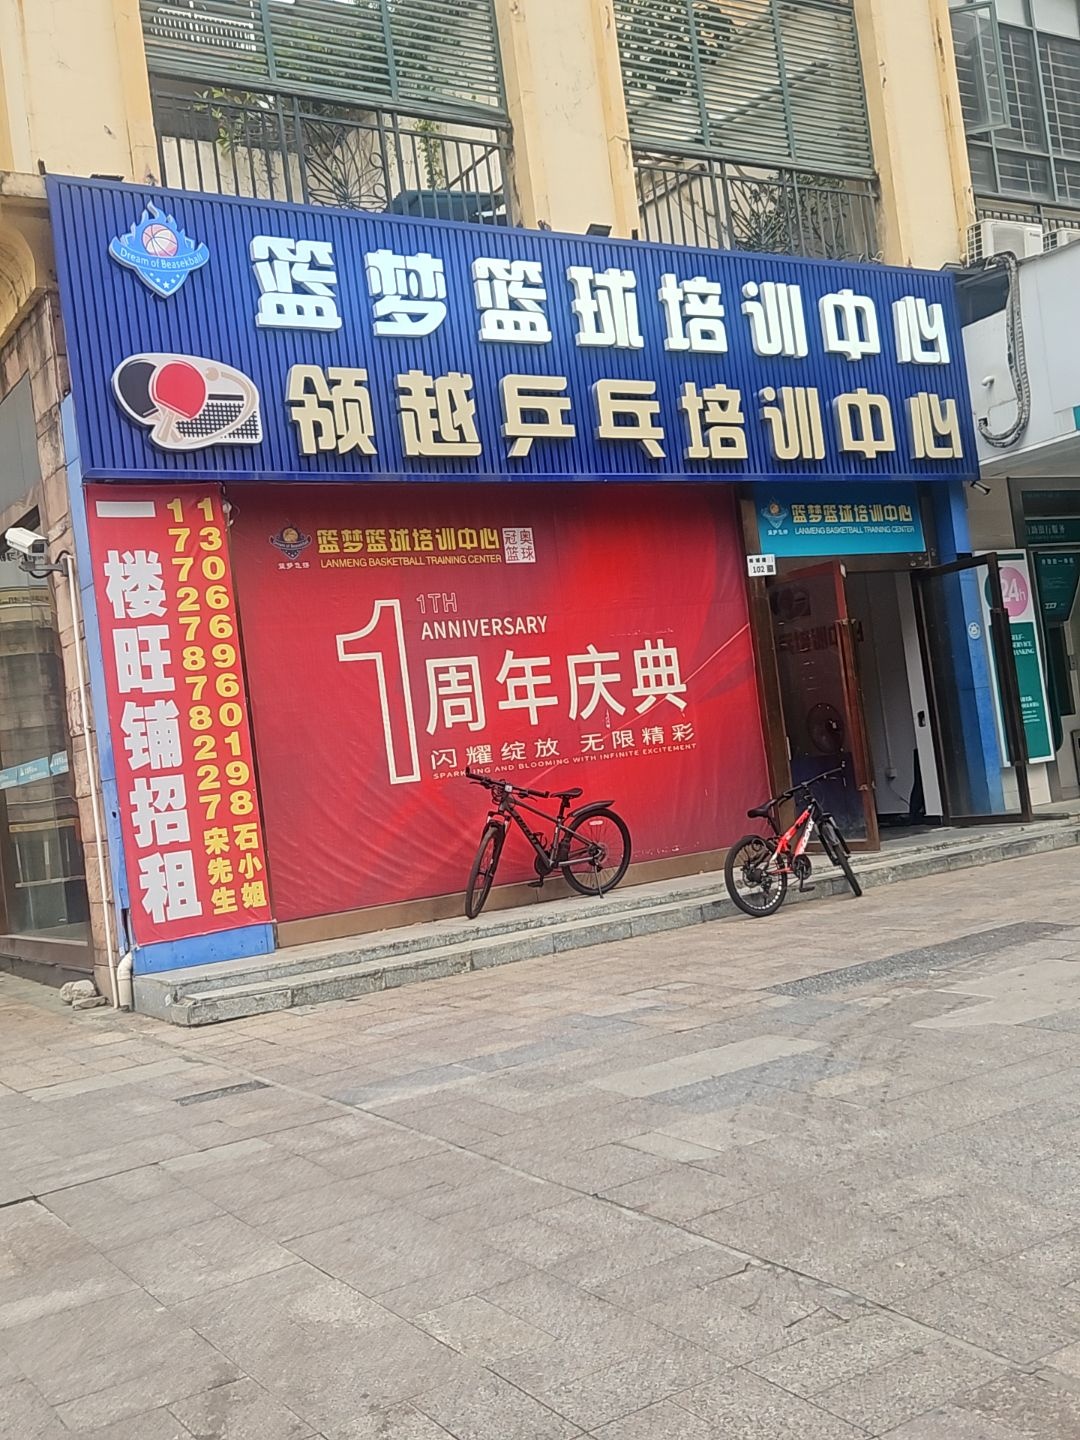 Dream of Beasekball
篮梦篮球培训中心
领越乒乓培训中心
一楼旺铺招租
17727878227宋先生
13066960198石小姐
篮梦篮球培训中心
LANMENG BASKETBALL TRAINING CENTER
冠奥
篮球
1TH
ANNIVERSARY
1周年庆典
闪耀绽放 无限精彩
SPARKLING AND BLOOMING WITH INFINITE EXCITEMENT
篮梦篮球培训中心
LANMENG BASKETBALL TRAINING CENTER
102
24h
SELF-
SERVICE
BANKING